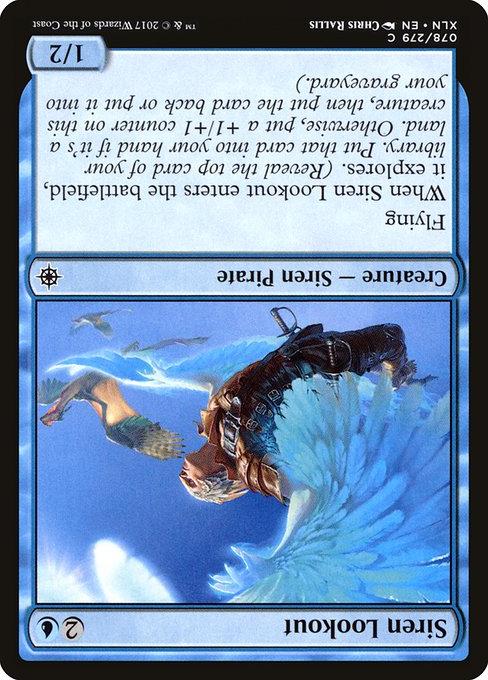 Siren Lookout 2
Creature — Siren Pirate
Flying
When Siren Lookout enters the battlefield,
it explores. (Reveal the top card of your
library. Put that card into your hand if it's a
land. Otherwise, put a +1/+1 counter on this
creature, then put the card back or put it into
your graveyard.)
1/2
078/279 C
XLN • EN Chris Rallis
™ & © 2017 Wizards of the Coast